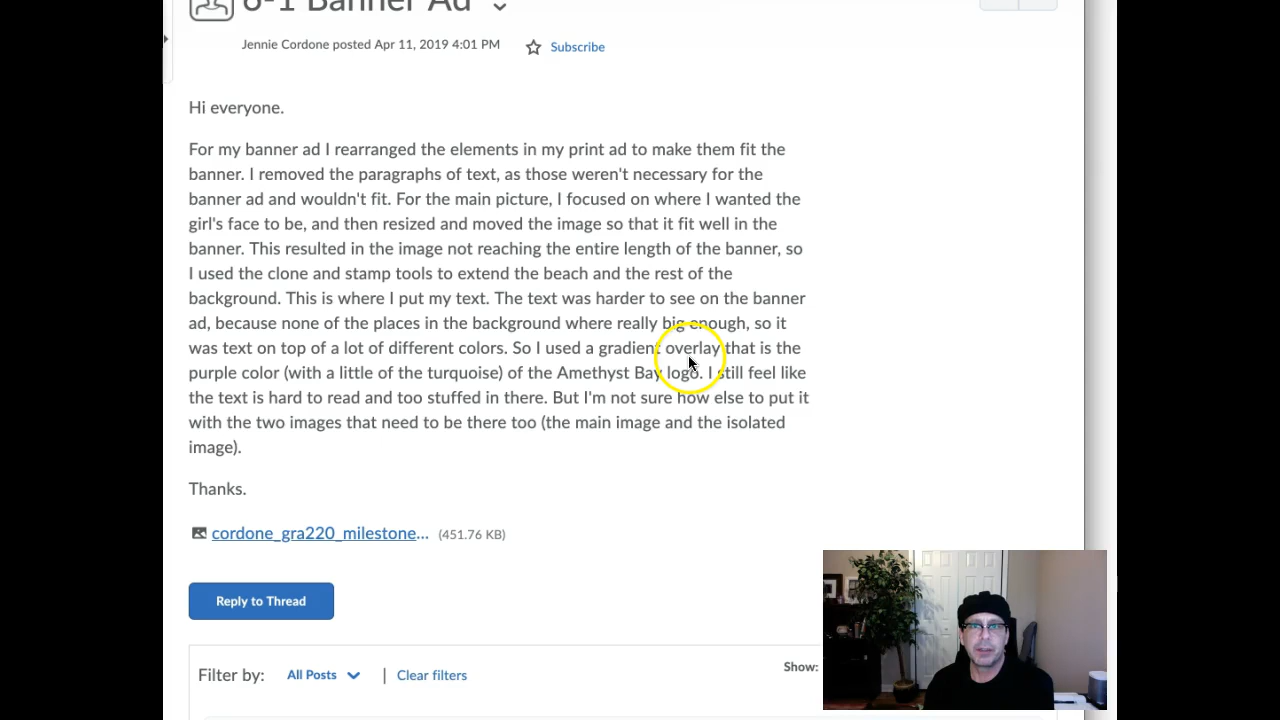 6-1 Banner Ad
Jennie Cordone posted Apr 11, 2019 4:01 PM Subscribe
Hi everyone.
For my banner ad I rearranged the elements in my print ad to make them fit the
banner. I removed the paragraphs of text, as those weren't necessary for the
banner ad and wouldn't fit. For the main picture, I focused on where I wanted the
girl's face to be, and then resized and moved the image so that it fit well in the
banner. This resulted in the image not reaching the entire length of the banner, so
I used the clone and stamp tools to extend the beach and the rest of the
background. This is where I put my text. The text was harder to see on the banner
ad, because none of the places in the background where really big enough, so it
was text on top of a lot of different colors. So I used a gradient overlay that is the
purple color (with a little of the turquoise) of the Amethyst Bay logo. I still feel like
the text is hard to read and too stuffed in there. But I'm not sure how else to put it
with the two images that need to be there too (the main image and the isolated
image).
Thanks.
cordone_gra220_milestone... (451.76 KB)
Reply to Thread
Filter by: All Posts | Clear filters Show: